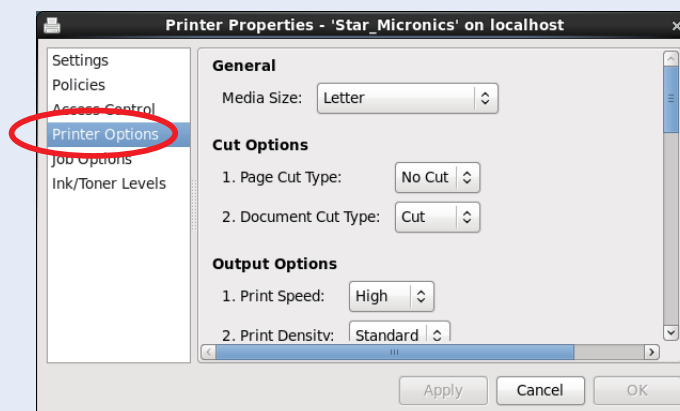 Printer Properties - 'Star_Micronics' on localhost
Settings
Policies
Access Control
Printer Options
Job Options
Ink/Toner Levels
General
Media Size: Letter
Cut Options
1. Page Cut Type: No Cut
2. Document Cut Type: Cut
Output Options
1. Print Speed: High
2. Print Density: Standard
Apply Cancel OK